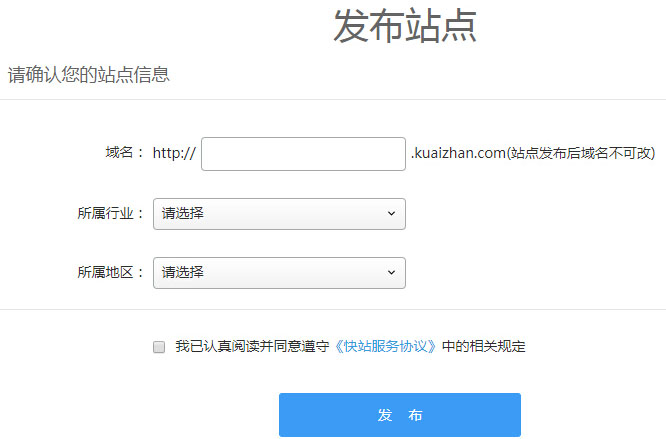 发布站点
请确认您的站点信息
域名： http:// .kuaizhan.com(站点发布后域名不可改)
所属行业： 请选择
所属地区： 请选择
我已认真阅读并同意遵守《快站服务协议》中的相关规定
发 布